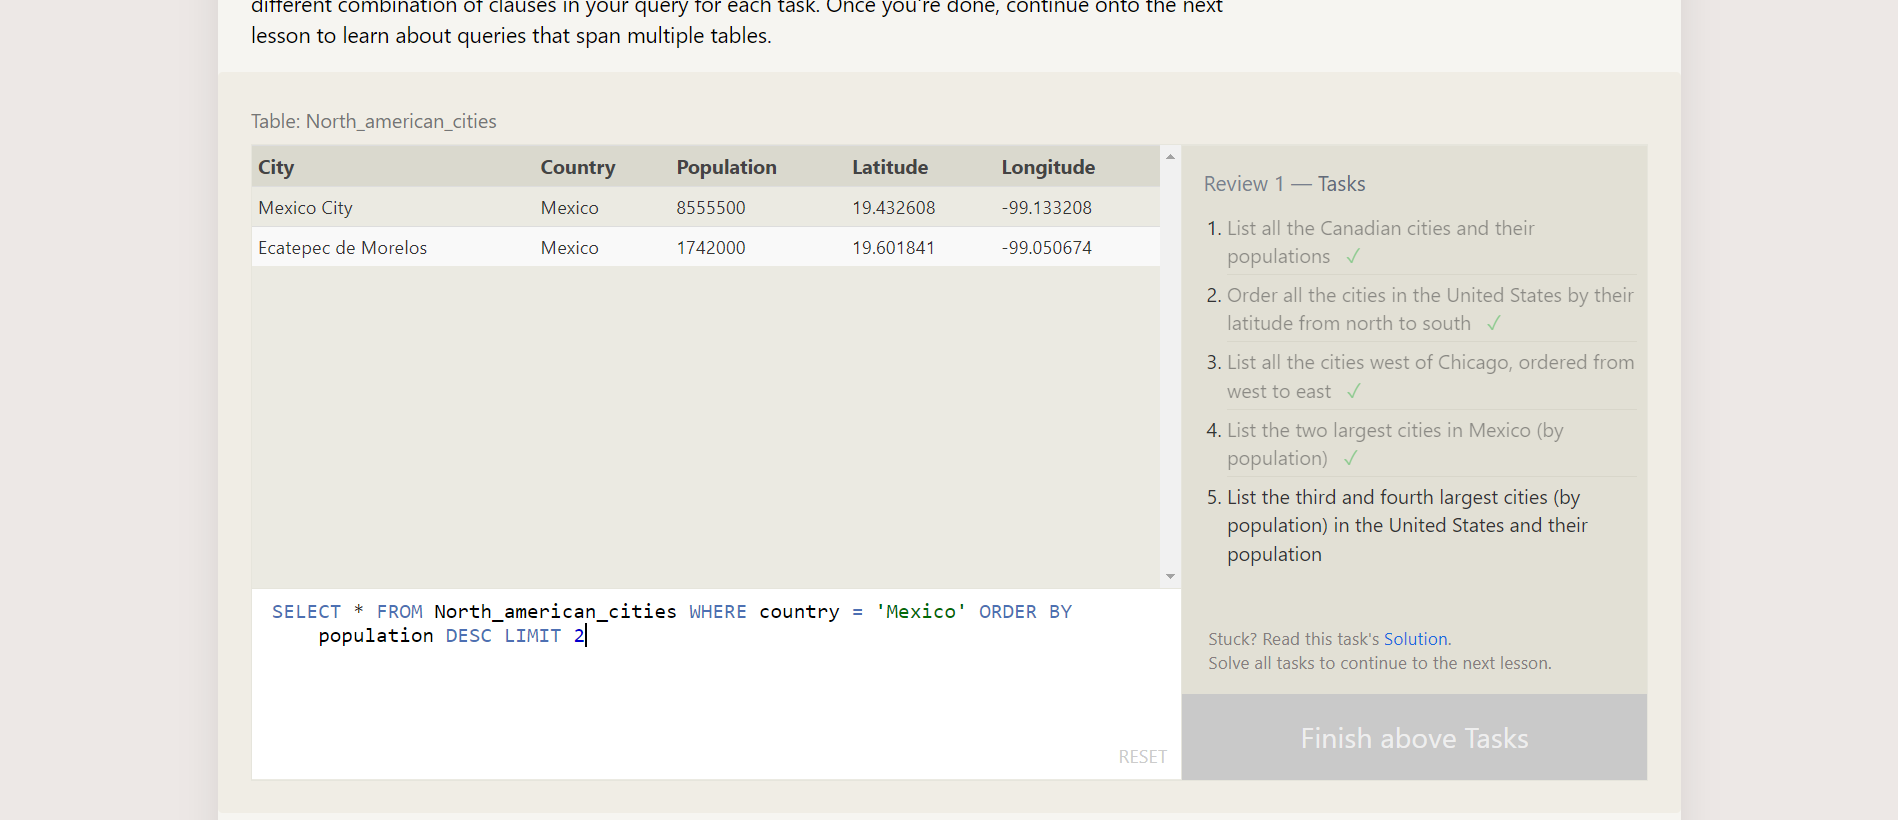 different combination of clauses in your query for each task. Once you're done, continue onto the next
lesson to learn about queries that span multiple tables.
Table: North_american_cities
City Country Population Latitude Longitude
Mexico City Mexico 8555500 19.432608 -99.133208
Ecatepec de Morelos Mexico 1742000 19.601841 -99.050674
SELECT * FROM North_american_cities WHERE country = 'Mexico' ORDER BY
population DESC LIMIT 2
RESET
Review 1 — Tasks
1. List all the Canadian cities and their
populations ✓
2. Order all the cities in the United States by their
latitude from north to south ✓
3. List all the cities west of Chicago, ordered from
west to east ✓
4. List the two largest cities in Mexico (by
population) ✓
5. List the third and fourth largest cities (by
population) in the United States and their
population
Stuck? Read this task's Solution.
Solve all tasks to continue to the next lesson.
Finish above Tasks